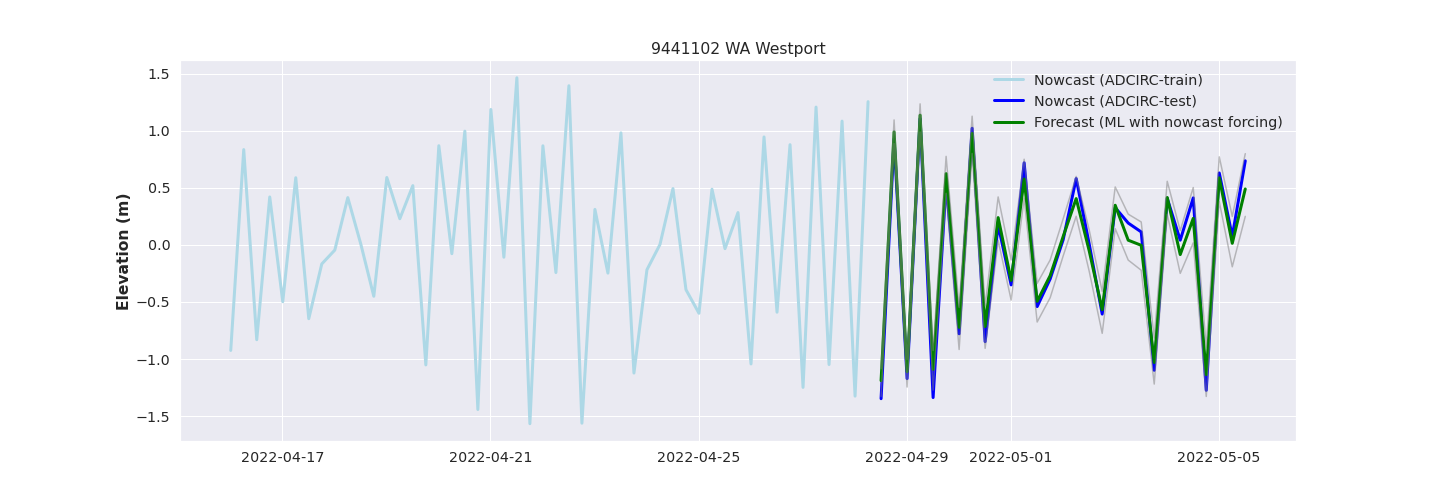 9441102 WA Westport
Nowcast (ADCIRC-train)
Nowcast (ADCIRC-test)
Forecast (ML with nowcast forcing)
Elevation (m)
1.5
1.0
0.5
0.0
−0.5
−1.0
−1.5
2022-04-17 2022-04-21 2022-04-25 2022-04-29 2022-05-01 2022-05-05